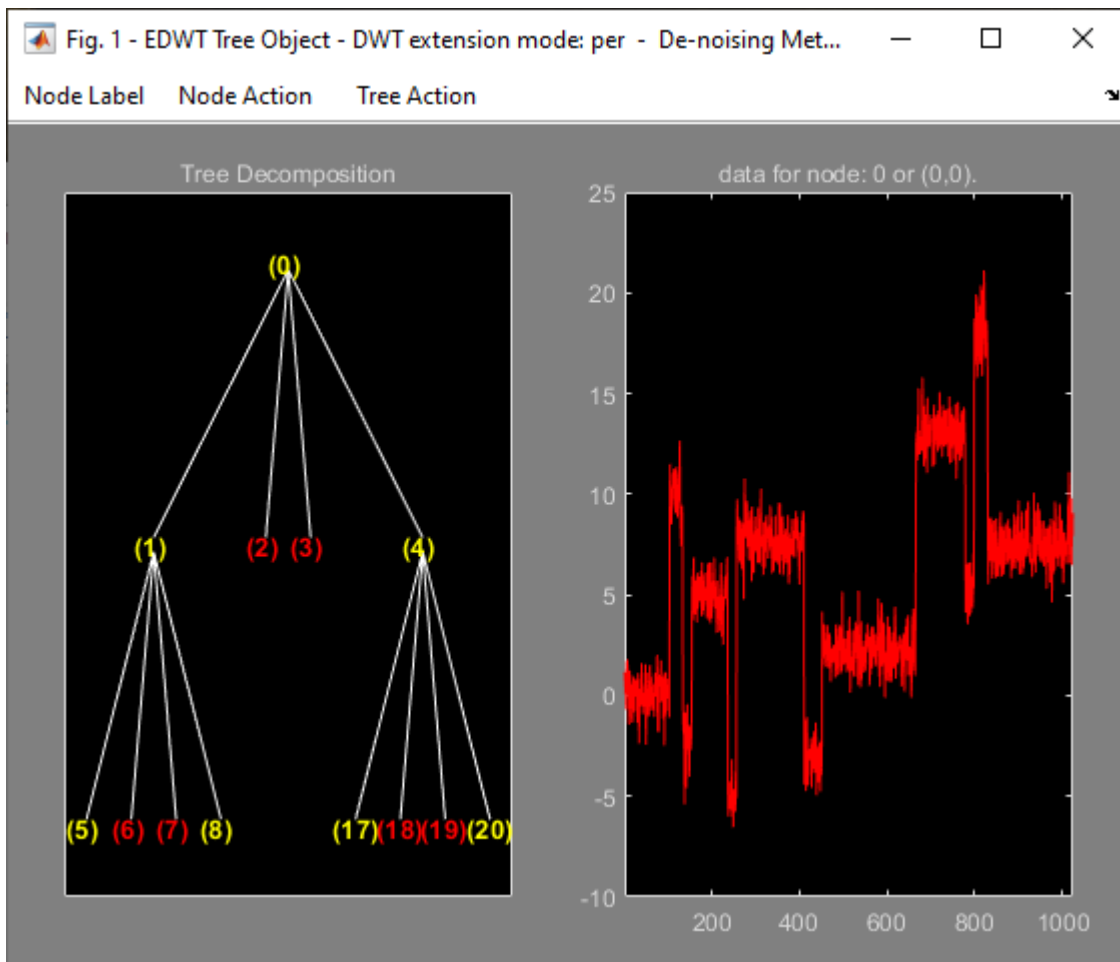 Fig. 1 - EDWT Tree Object - DWT extension mode: per  -  De-noising Met...
Node Label Node Action Tree Action
Tree Decomposition
(0)
(1) (2) (3) (4)
(5) (6) (7) (8) (17) (18) (19) (20)
data for node: 0 or (0,0).
25
20
15
10
5
0
-5
-10
200 400 600 800 1000